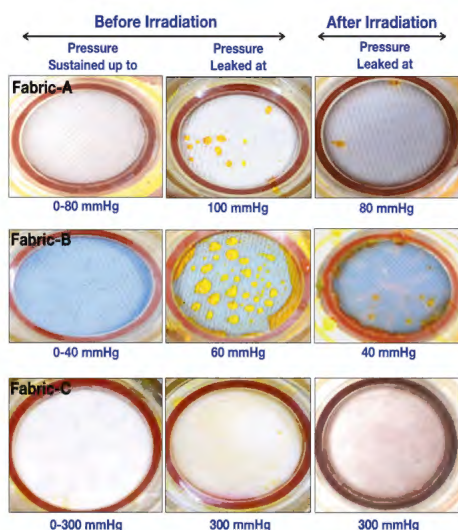 Before Irradiation After Irradiation
Pressure Sustained up to
Pressure Leaked at
Pressure Leaked at
Fabric-A
0-80 mmHg 100 mmHg 80 mmHg
Fabric-B
0-40 mmHg 60 mmHg 40 mmHg
Fabric-C
0-300 mmHg 300 mmHg 300 mmHg